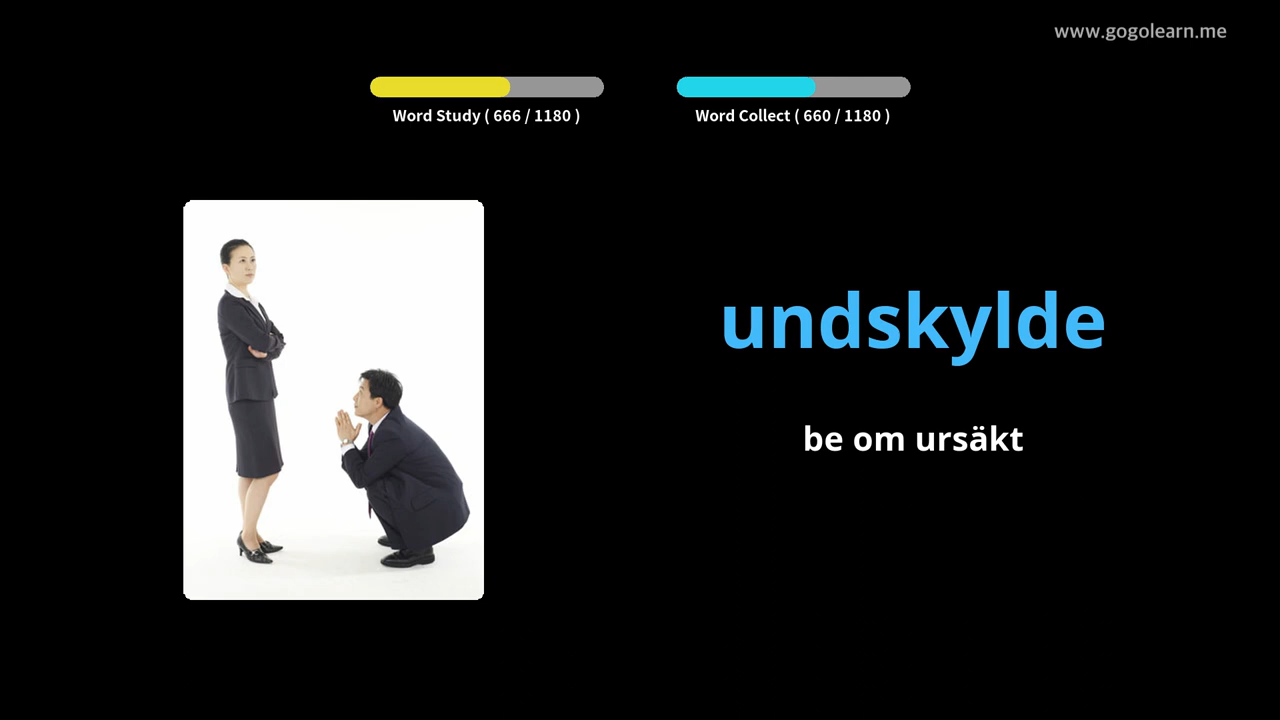 www.gogolearn.me
Word Study ( 666 / 1180 )
Word Collect ( 660 / 1180 )
undskylde
be om ursäkt